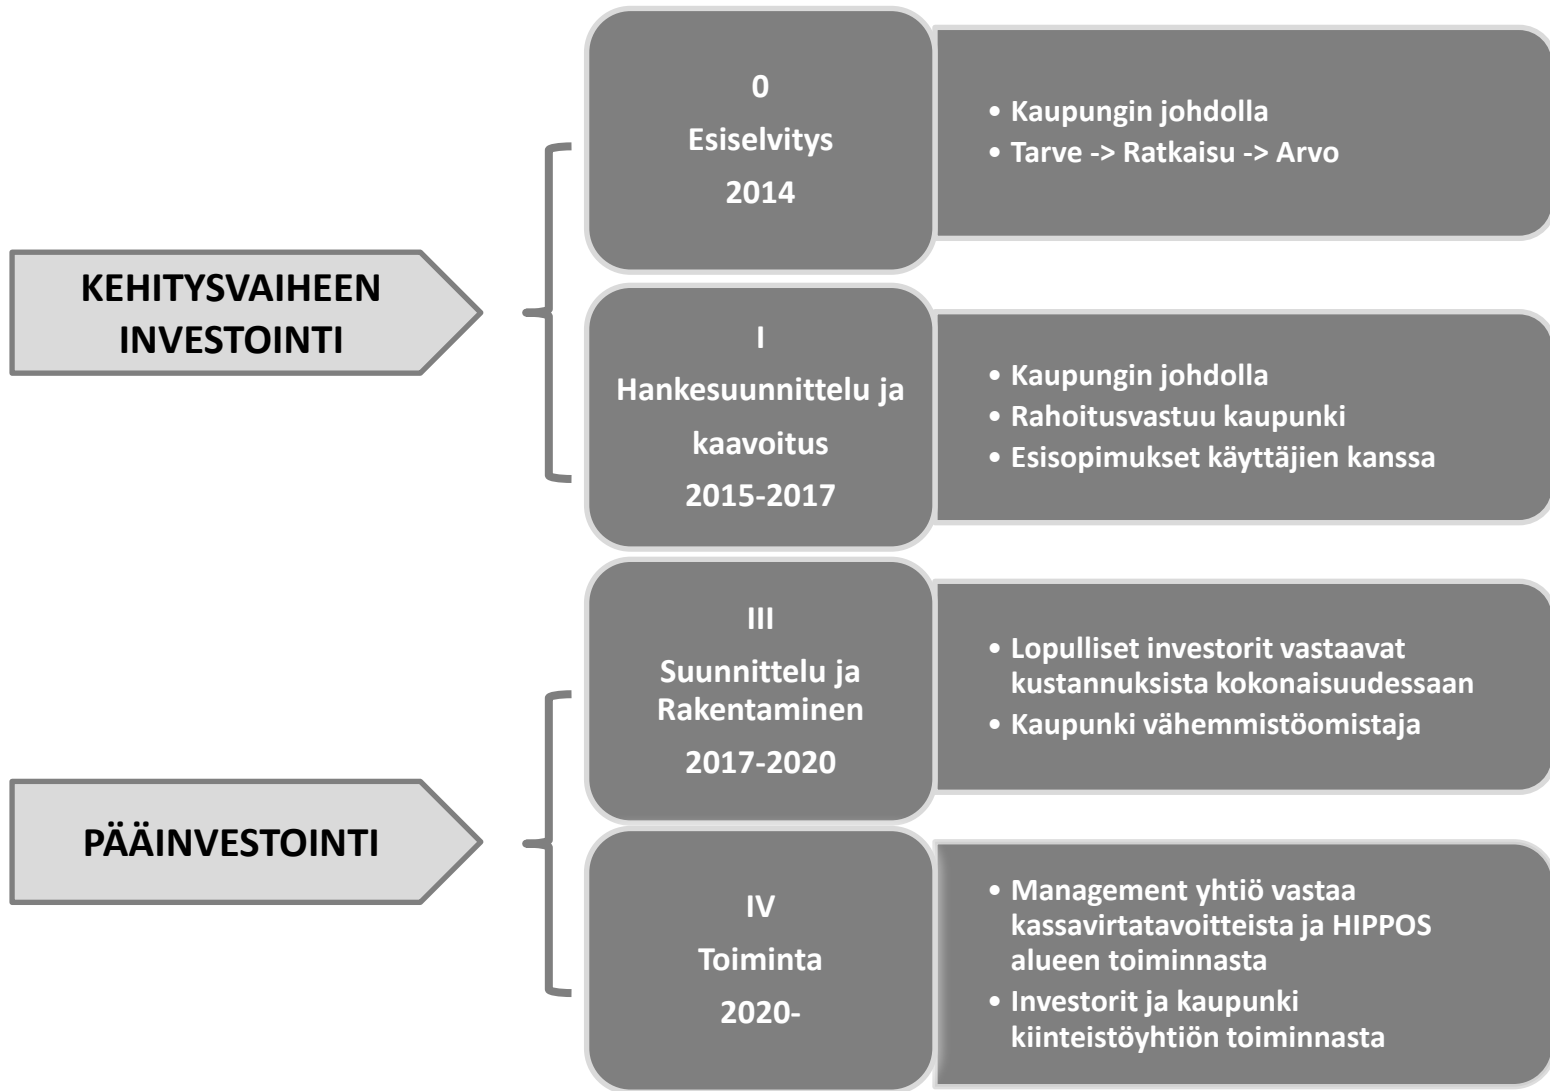 KEHITYSVAIHEEN
INVESTOINTI
0
Esiselvitys
2014
• Kaupungin johdolla
• Tarve -> Ratkaisu -> Arvo
I
Hankesuunnittelu ja
kaavoitus
2015-2017
• Kaupungin johdolla
• Rahoitusvastuu kaupunki
• Esisopimukset käyttäjien kanssa
PÄÄINVESTOINTI
III
Suunnittelu ja
Rakentaminen
2017-2020
• Lopulliset investorit vastaavat
kustannuksista kokonaisuudessaan
• Kaupunki vähemmistöomistaja
IV
Toiminta
2020-
• Management yhtiö vastaa
kassavirtatavoitteista ja HIPPOS
alueen toiminnasta
• Investorit ja kaupunki
kiinteistöyhtiön toiminnasta